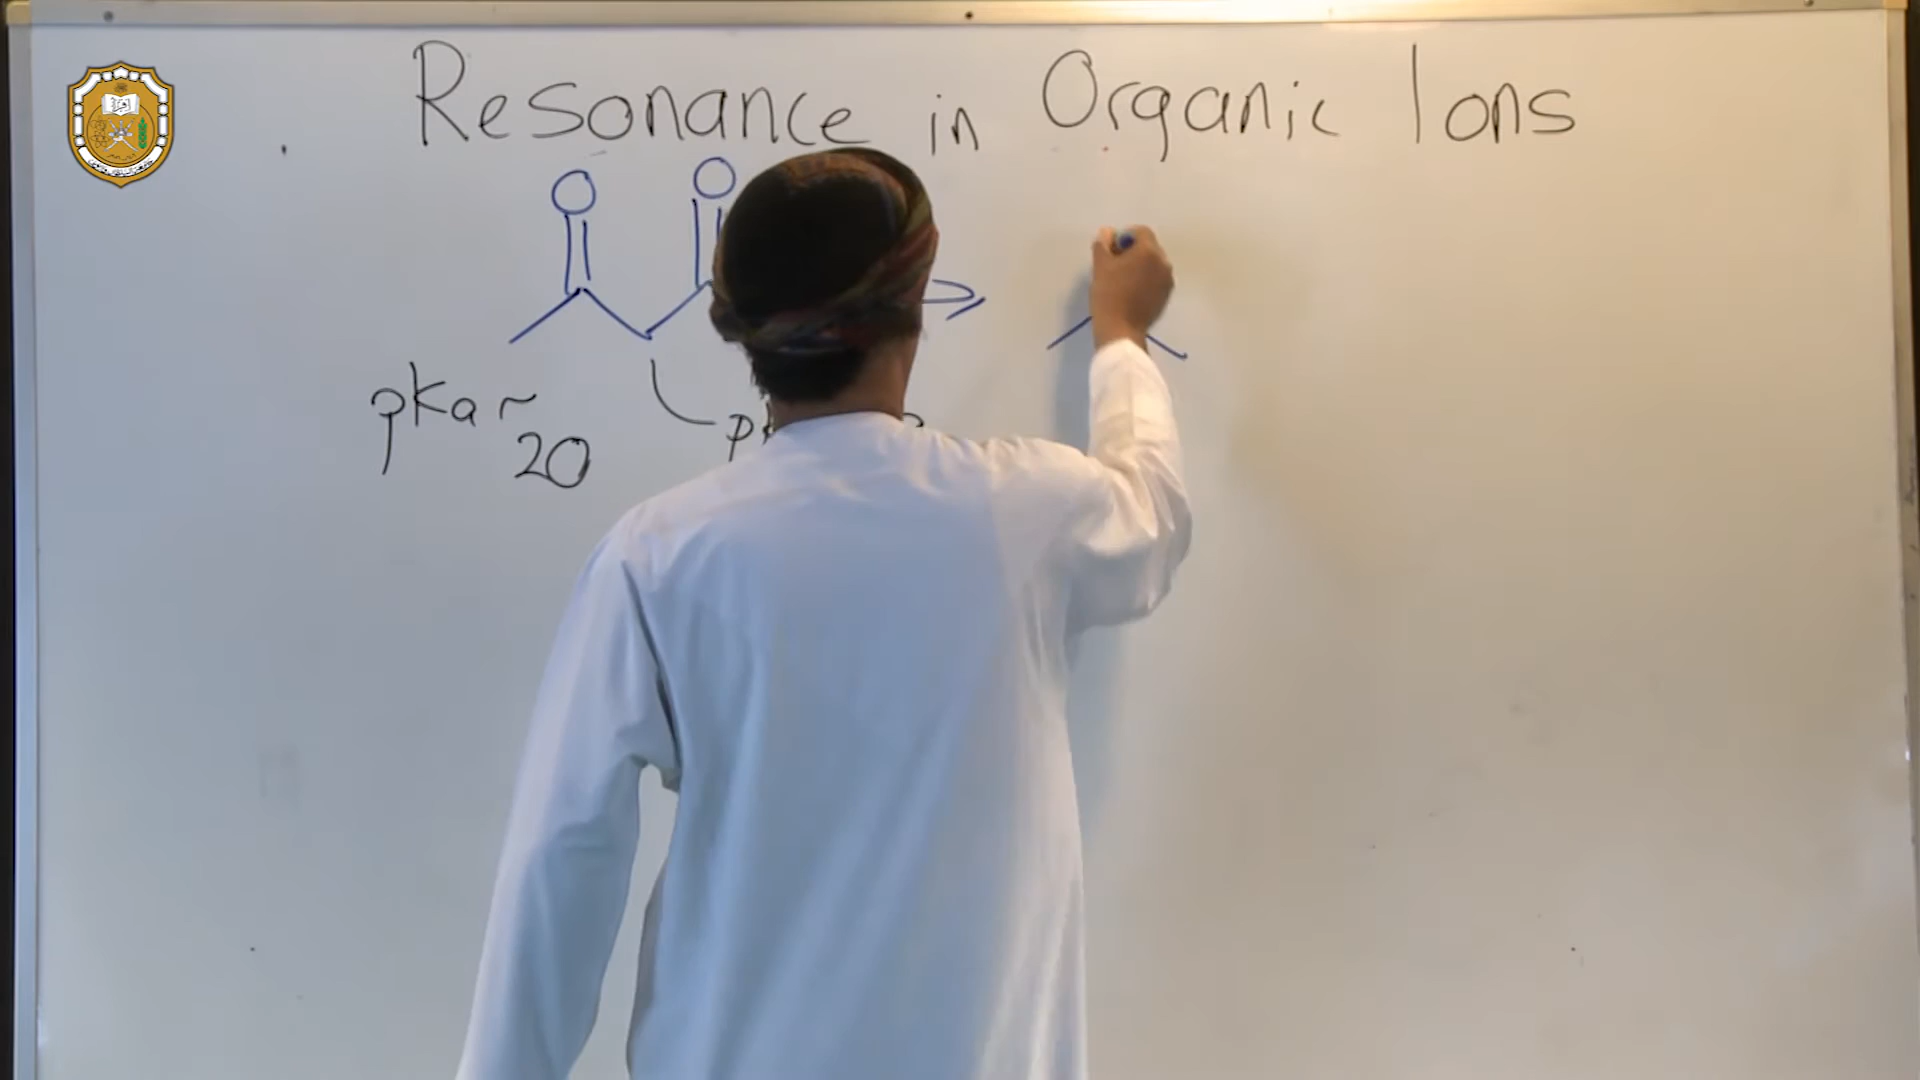 Resonance in Organic Ions
O O
pKa ~
20